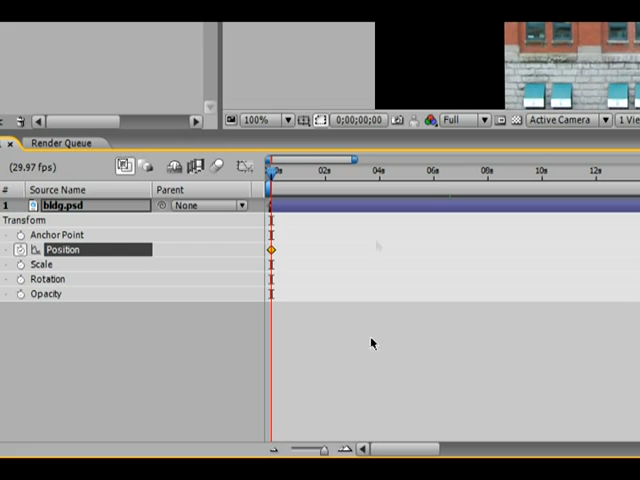 100%
0;00;00;00
Full
Active Camera
1 Vie
Render Queue
(29.97 fps)
02s 04s 06s 08s 10s 12s
# Source Name Parent
1 bldg.psd None
Transform
Anchor Point
Position
Scale
Rotation
Opacity